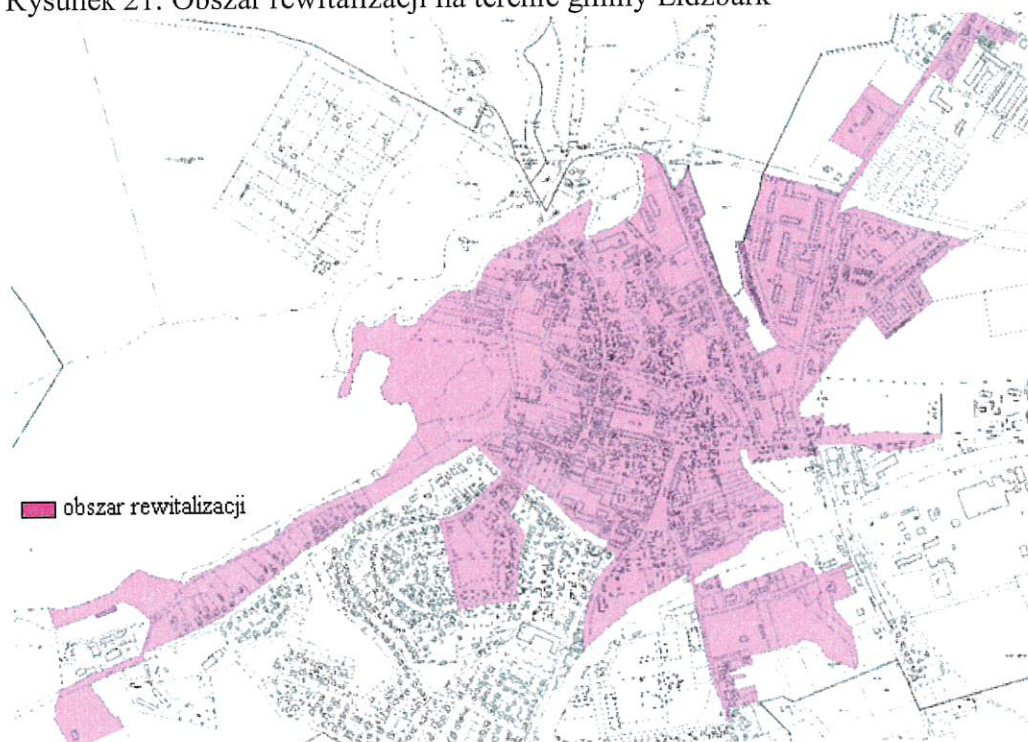 Rysunek 21. Obszar rewitalizacji na terenie gminy Lidzbark
obszar rewitalizacji